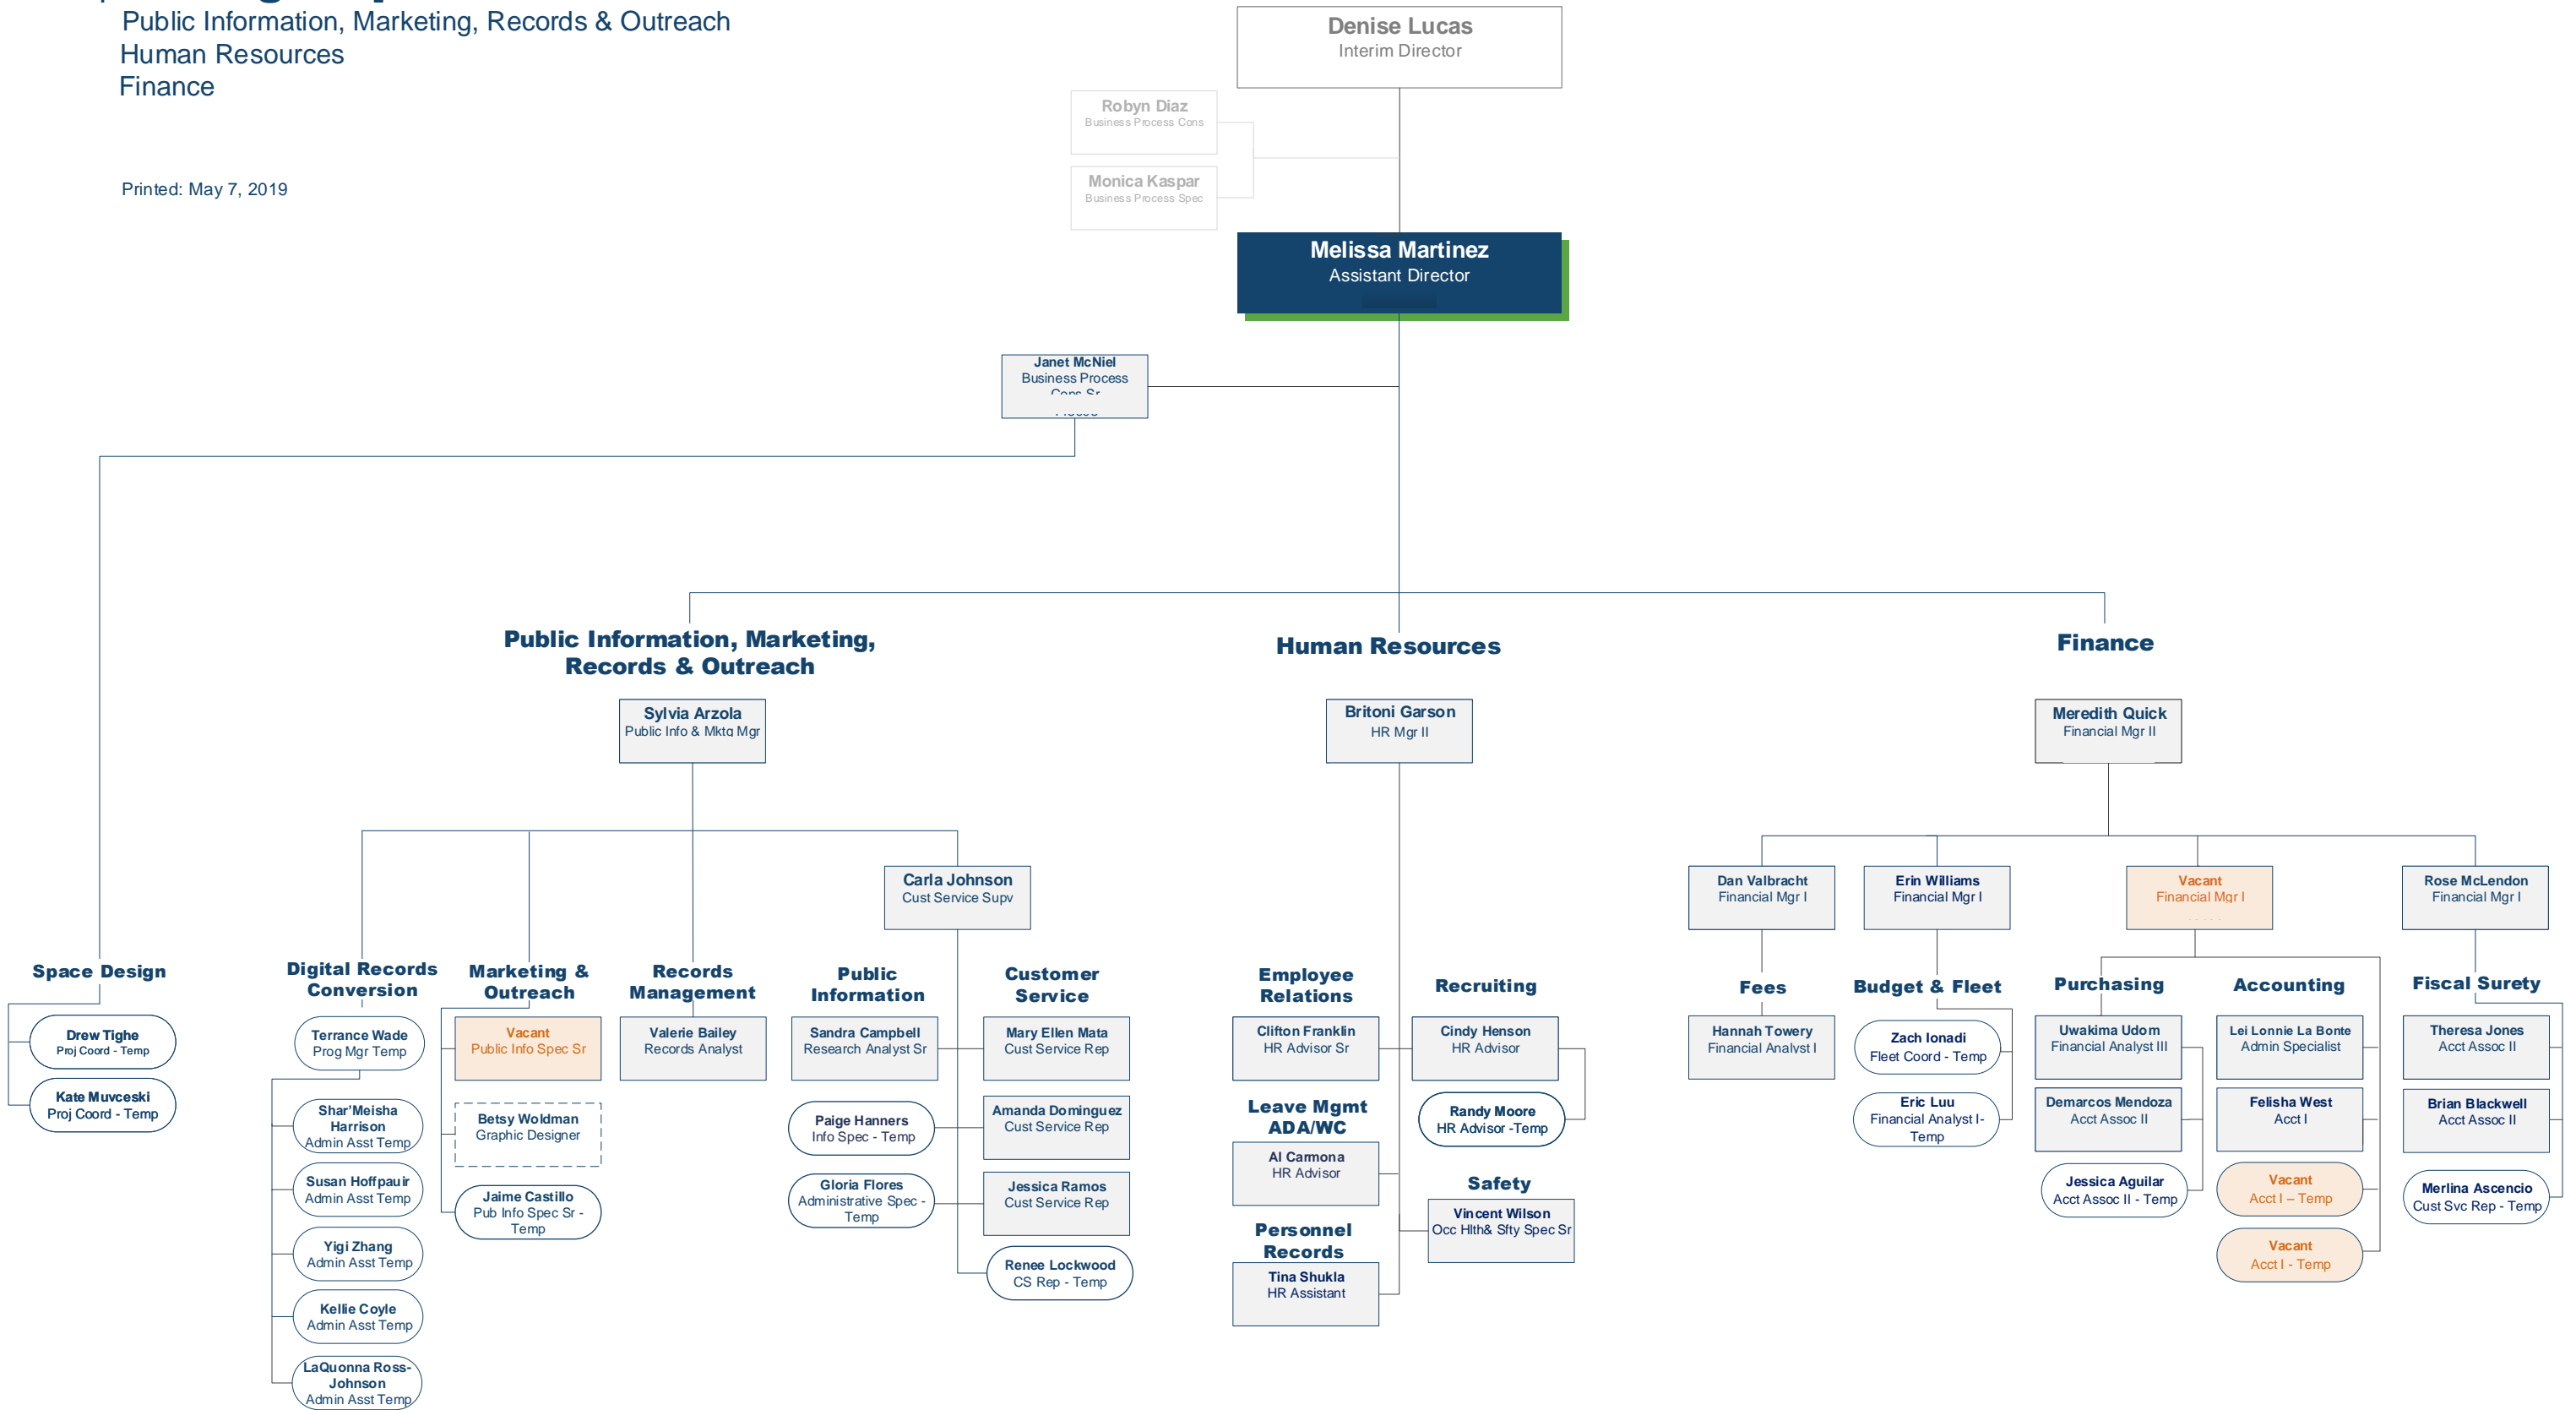 Public Information, Marketing, Records & Outreach
Human Resources
Finance
Printed: May 7, 2019
Denise Lucas
Interim Director
Robyn Diaz
Business Process Cons
Monica Kaspar
Business Process Spec
Melissa Martinez
Assistant Director
Janet McNiel
Business Process
Cons Sr
Public Information, Marketing,
Records & Outreach
Human Resources
Finance
Sylvia Arzola
Public Info & Mktg Mgr
Britoni Garson
HR Mgr II
Meredith Quick
Financial Mgr II
Carla Johnson
Cust Service Supv
Dan Valbracht
Financial Mgr I
Erin Williams
Financial Mgr I
Vacant
Financial Mgr I
Rose McLendon
Financial Mgr I
Space Design
Drew Tighe
Proj Coord - Temp
Kate Muvceski
Proj Coord - Temp
Digital Records
Conversion
Terrance Wade
Prog Mgr Temp
Shar'Meisha
Harrison
Admin Asst Temp
Susan Hoffpauir
Admin Asst Temp
Yigi Zhang
Admin Asst Temp
Kellie Coyle
Admin Asst Temp
LaQuonna Ross-
Johnson
Admin Asst Temp
Marketing &
Outreach
Vacant
Public Info Spec Sr
Betsy Woldman
Graphic Designer
Jaime Castillo
Pub Info Spec Sr -
Temp
Records
Management
Valerie Bailey
Records Analyst
Public
Information
Sandra Campbell
Research Analyst Sr
Paige Hanners
Info Spec - Temp
Gloria Flores
Administrative Spec -
Temp
Customer
Service
Mary Ellen Mata
Cust Service Rep
Amanda Dominguez
Cust Service Rep
Jessica Ramos
Cust Service Rep
Renee Lockwood
CS Rep - Temp
Employee
Relations
Clifton Franklin
HR Advisor Sr
Leave Mgmt
ADA/WC
Al Carmona
HR Advisor
Personnel
Records
Tina Shukla
HR Assistant
Recruiting
Cindy Henson
HR Advisor
Randy Moore
HR Advisor -Temp
Safety
Vincent Wilson
Occ Hlth& Sfty Spec Sr
Fees
Hannah Towery
Financial Analyst I
Budget & Fleet
Zach Ionadi
Fleet Coord - Temp
Eric Luu
Financial Analyst I-
Temp
Purchasing
Uwakima Udom
Financial Analyst III
Demarcos Mendoza
Acct Assoc II
Jessica Aguilar
Acct Assoc II - Temp
Accounting
Lei Lonnie La Bonte
Admin Specialist
Felisha West
Acct I
Vacant
Acct I – Temp
Vacant
Acct I - Temp
Fiscal Surety
Theresa Jones
Acct Assoc II
Brian Blackwell
Acct Assoc II
Merlina Ascencio
Cust Svc Rep - Temp